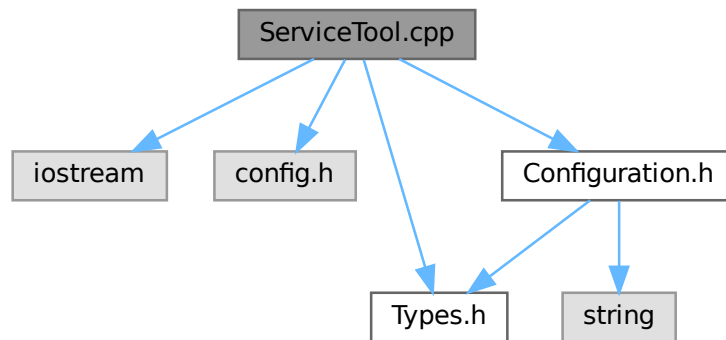 ServiceTool.cpp
iostream
config.h
Configuration.h
Types.h
string